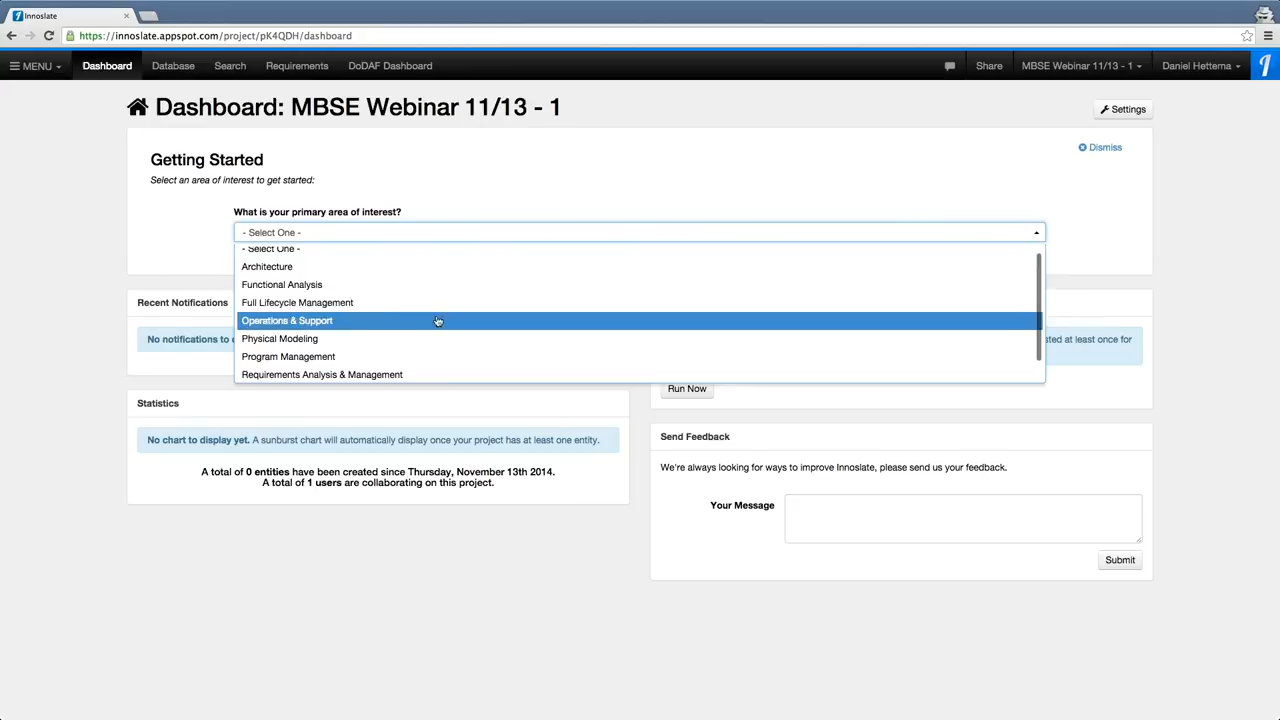 Innoslate
https://innoslate.appspot.com/project/pK4QDH/dashboard
MENU Dashboard Database Search Requirements DoDAF Dashboard Share MBSE Webinar 11/13 - 1 Daniel Hettema
Dashboard: MBSE Webinar 11/13 - 1
Settings
Getting Started
Dismiss
Select an area of interest to get started:
What is your primary area of interest?
- Select One -
- Select One -
Architecture
Functional Analysis
Full Lifecycle Management
Operations & Support
Physical Modeling
Program Management
Requirements Analysis & Management
Recent Notifications
No notifications to
sted at least once for
Run Now
Statistics
No chart to display yet. A sunburst chart will automatically display once your project has at least one entity.
A total of 0 entities have been created since Thursday, November 13th 2014.
A total of 1 users are collaborating on this project.
Send Feedback
We're always looking for ways to improve Innoslate, please send us your feedback.
Your Message
Submit